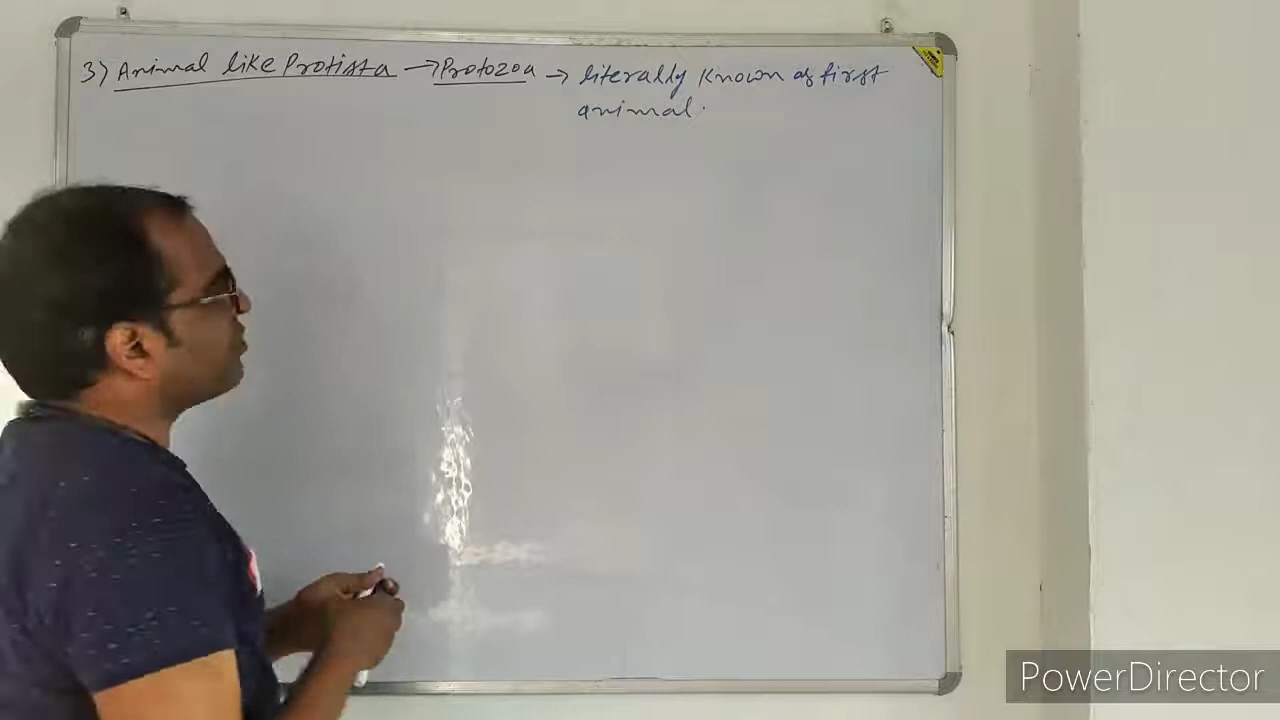 3) Animal like Protista → Protozoa → literally known as first
animal.
PowerDirector